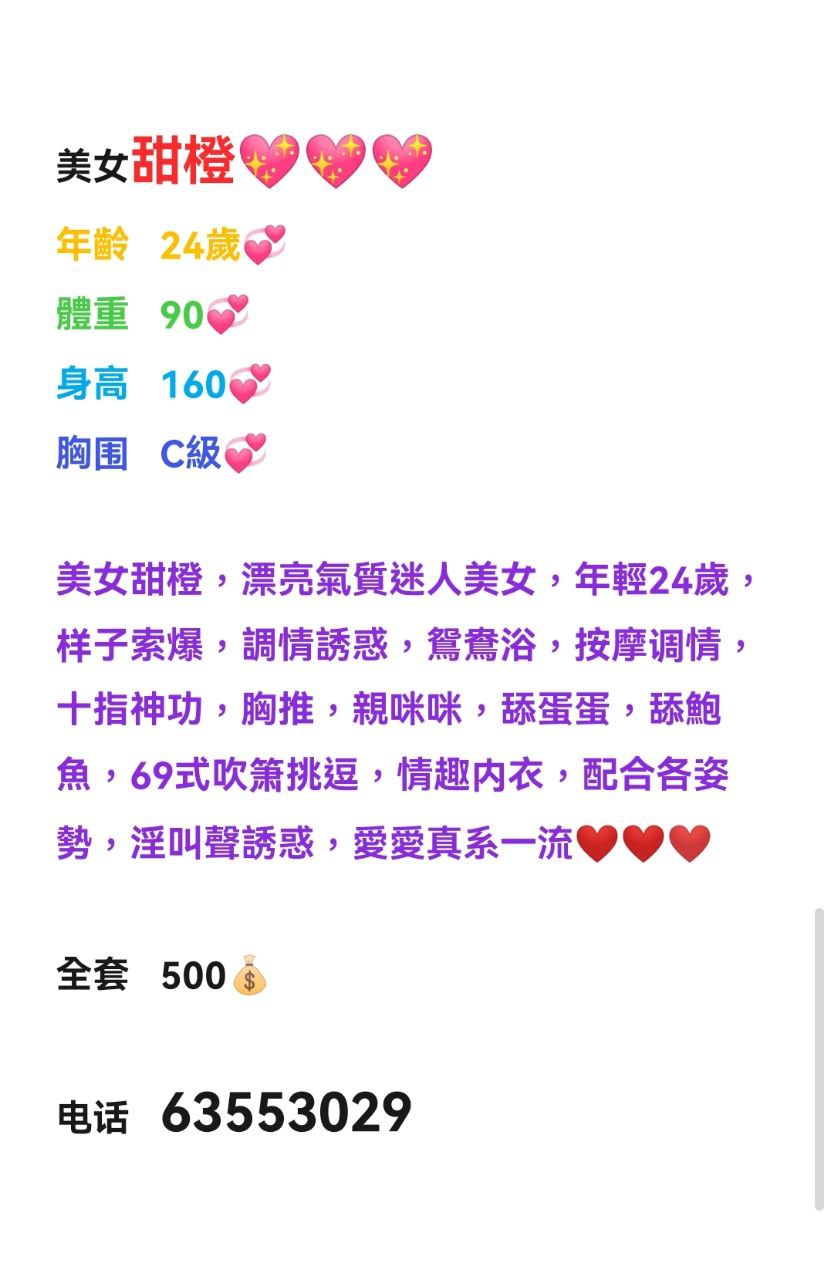 美女甜橙💖💖💖
年齡 24歲💞
體重 90💞
身高 160💞
胸围 C級💞
美女甜橙，漂亮氣質迷人美女，年輕24歲，
样子索爆，調情誘惑，鴛鴦浴，按摩调情，
十指神功，胸推，親咪咪，舔蛋蛋，舔鮑
魚，69式吹箫挑逗，情趣内衣，配合各姿
勢，淫叫聲誘惑，愛愛真系一流❤️❤️❤️
全套 500💰
电话 63553029